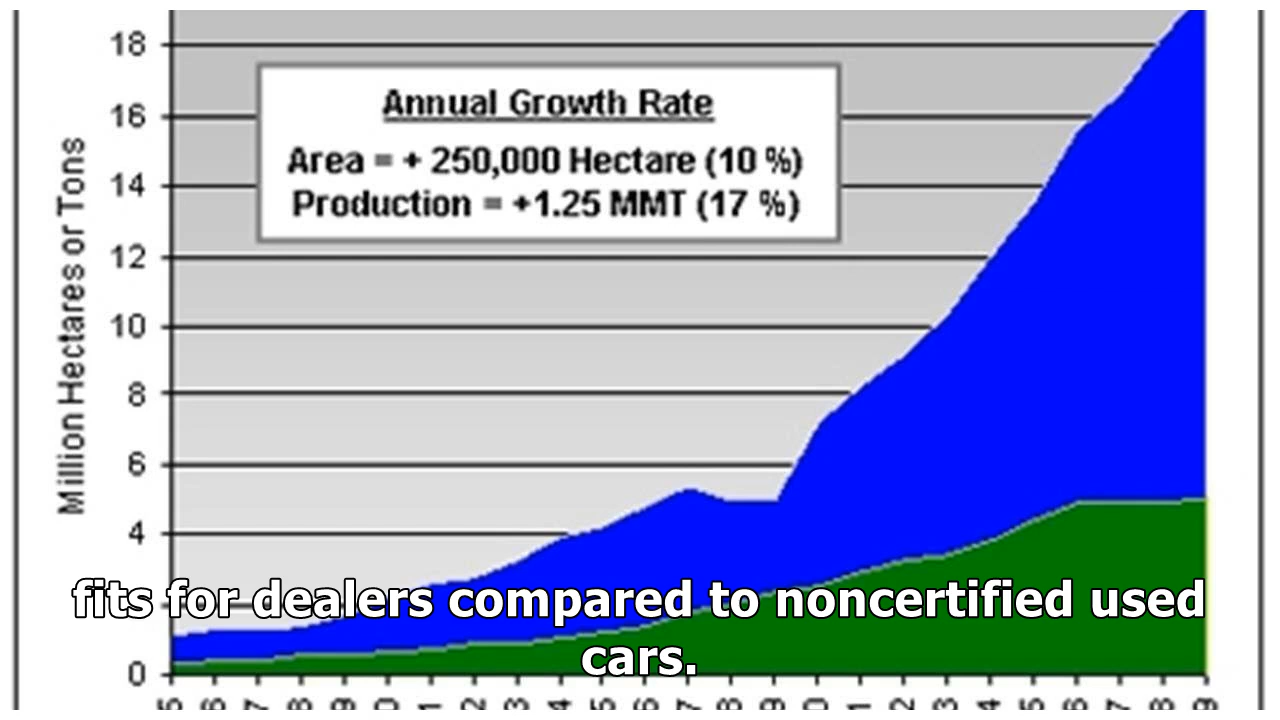 18
Annual Growth Rate
16
Area = + 250,000 Hectare (10 %)
14
Production = +1.25 MMT (17 %)
12
10
8
6
4
0
Million Hectares or Tons
fits for dealers compared to noncertified used
cars.